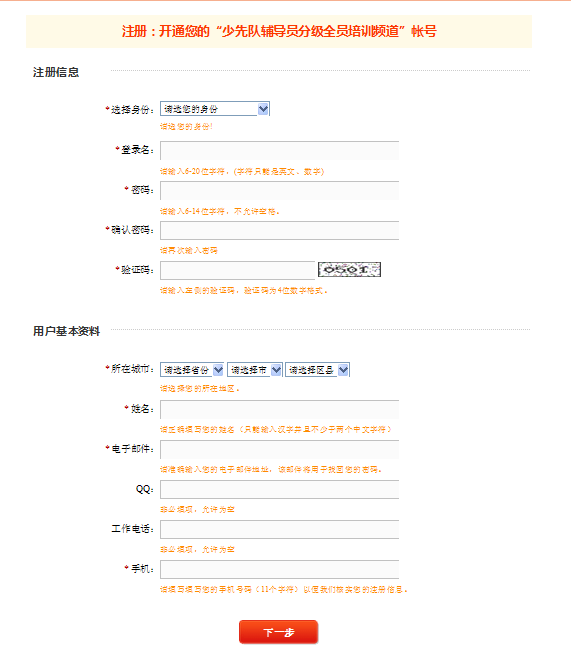 注册：开通您的“少先队辅导员分级全员培训频道”帐号
注册信息
*选择身份： 请选您的身份
请选您的身份!
*登录名：
请输入6-20位字符，(字符只能是英文、数字)
*密码：
请输入6-14位字符，不允许空格。
*确认密码：
请再次输入密码
*验证码： 0501
请输入左侧的验证码，验证码为4位数字格式。
用户基本资料
*所在城市： 请选择省份 请选择市 请选择区县
请选择您的所在地区。
*姓名：
请正确填写您的姓名（只能输入汉字并且不少于两个中文字符）
*电子邮件：
请准确输入您的电子邮件地址，该邮件将用于找回您的密码。
QQ：
非必填项，允许为空
工作电话：
非必填项，允许为空
*手机：
请填写填写您的手机号码（11个字符）以便我们核实您的注册信息。
下一步